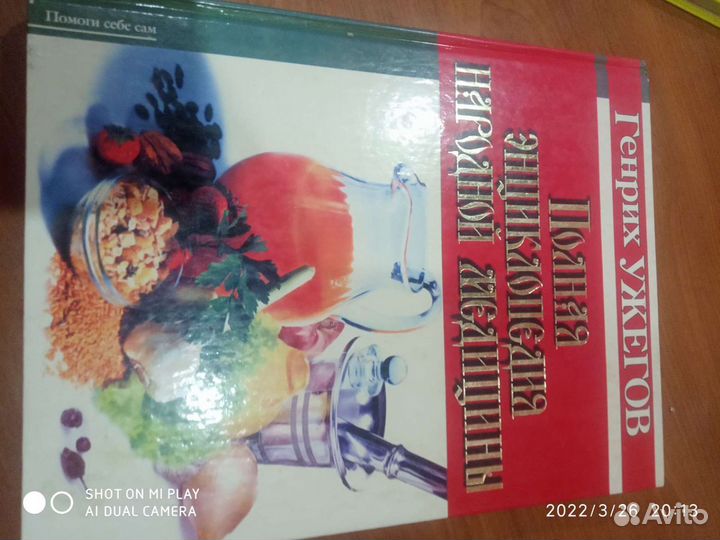 Помоги себе сам
Генрих УЖЕГОВ
Полная
энциклопедия
народной медицины
SHOT ON MI PLAY
AI DUAL CAMERA
2022/3/26 20:13
Avito